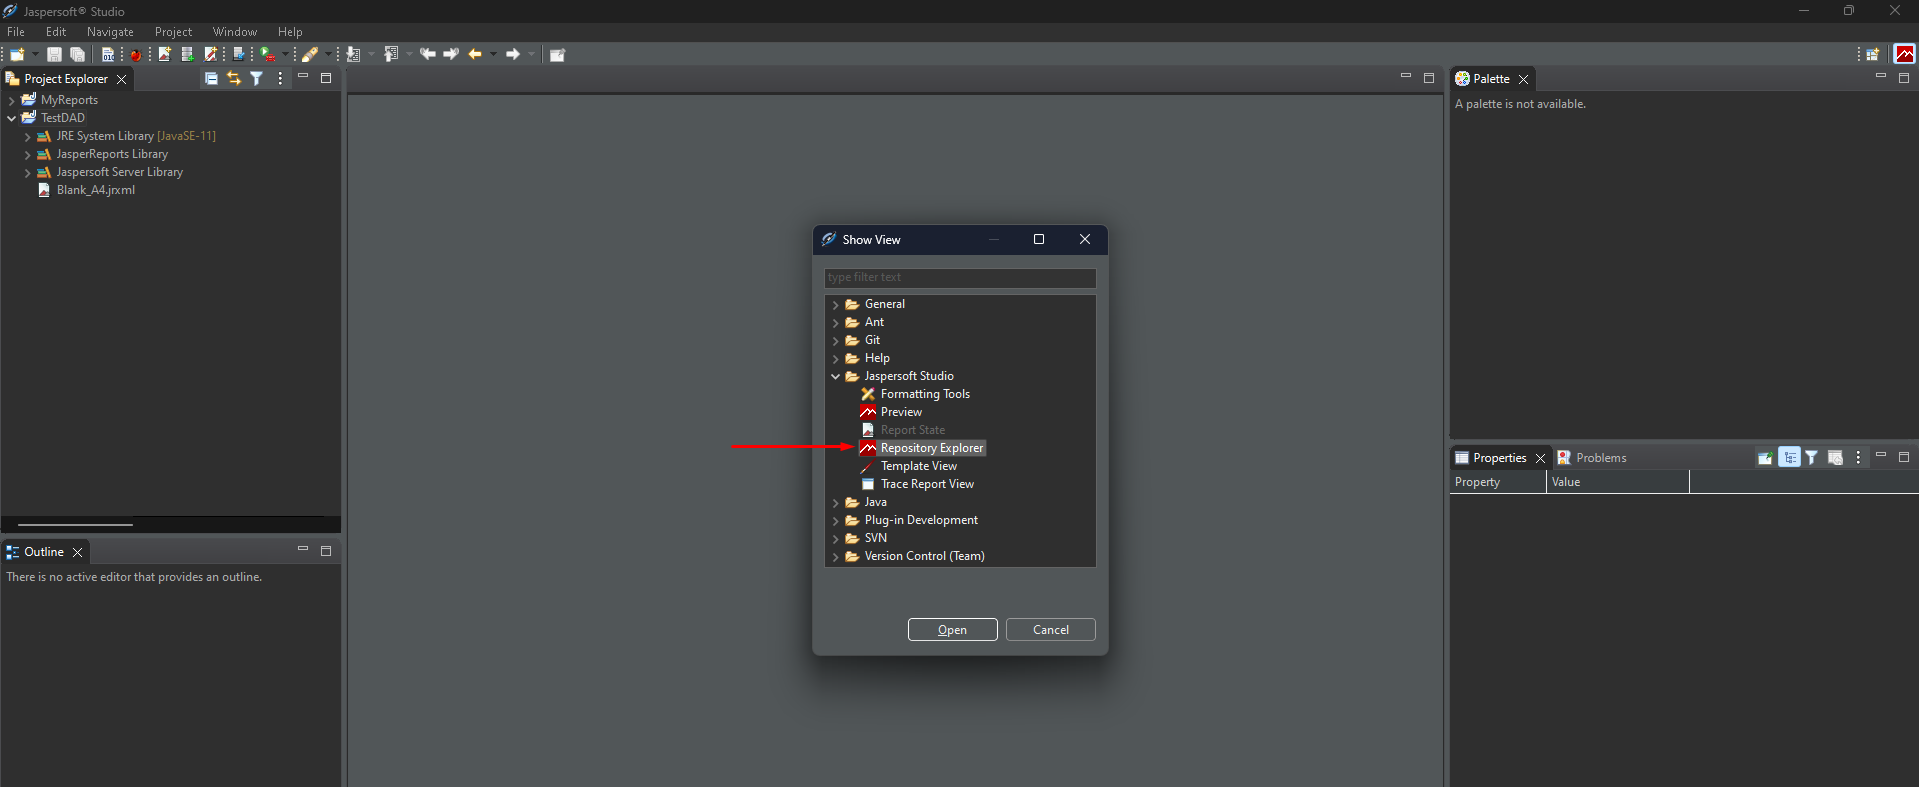 Jaspersoft® Studio
File Edit Navigate Project Window Help
Project Explorer
MyReports
TestDAD
JRE System Library [JavaSE-11]
JasperReports Library
Jaspersoft Server Library
Blank_A4.jrxml
Outline
There is no active editor that provides an outline.
Show View
type filter text
General
Ant
Git
Help
Jaspersoft Studio
Formatting Tools
Preview
Report State
Repository Explorer
Template View
Trace Report View
Java
Plug-in Development
SVN
Version Control (Team)
Open Cancel
Palette
A palette is not available.
Properties Problems
Property Value